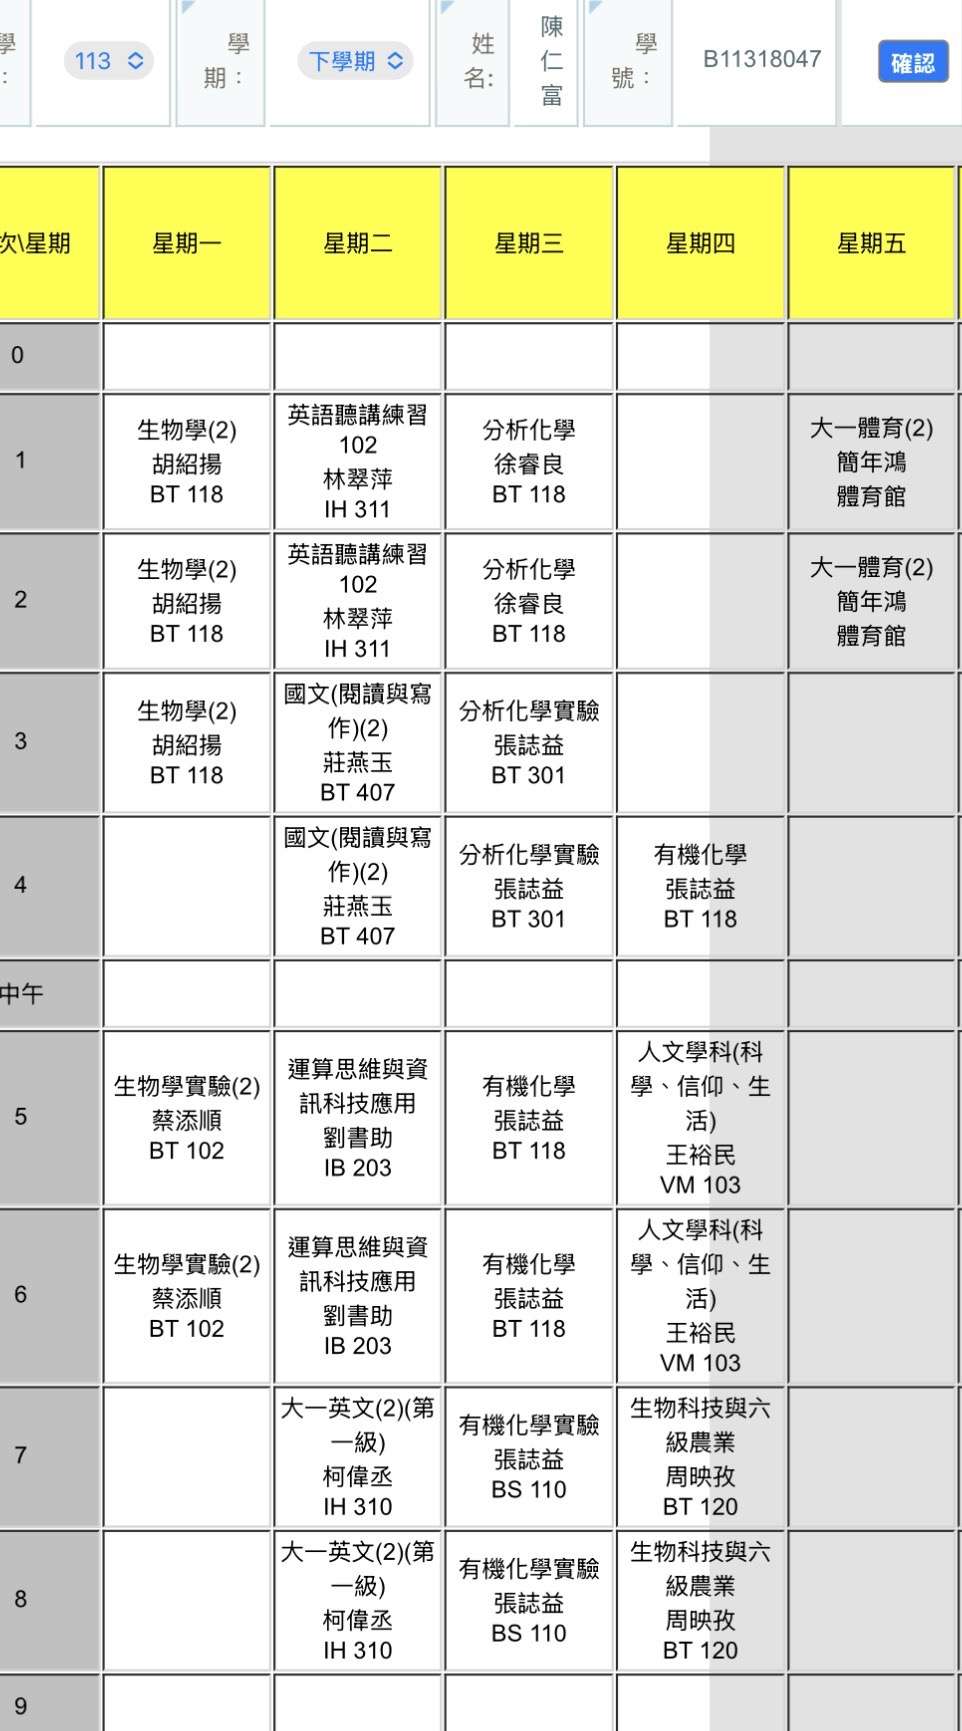 學
：
113
學
期：
下學期
姓
名:
陳
仁
富
學
號：
B11318047
確認
次\星期
星期一
星期二
星期三
星期四
星期五
0
1
生物學(2)
胡紹揚
BT 118
英語聽講練習
102
林翠萍
IH 311
分析化學
徐睿良
BT 118
大一體育(2)
簡年鴻
體育館
2
生物學(2)
胡紹揚
BT 118
英語聽講練習
102
林翠萍
IH 311
分析化學
徐睿良
BT 118
大一體育(2)
簡年鴻
體育館
3
生物學(2)
胡紹揚
BT 118
國文(閱讀與寫
作)(2)
莊燕玉
BT 407
分析化學實驗
張誌益
BT 301
4
國文(閱讀與寫
作)(2)
莊燕玉
BT 407
分析化學實驗
張誌益
BT 301
有機化學
張誌益
BT 118
中午
5
生物學實驗(2)
蔡添順
BT 102
運算思維與資
訊科技應用
劉書助
IB 203
有機化學
張誌益
BT 118
人文學科(科
學、信仰、生
活)
王裕民
VM 103
6
生物學實驗(2)
蔡添順
BT 102
運算思維與資
訊科技應用
劉書助
IB 203
有機化學
張誌益
BT 118
人文學科(科
學、信仰、生
活)
王裕民
VM 103
7
大一英文(2)(第
一級)
柯偉丞
IH 310
有機化學實驗
張誌益
BS 110
生物科技與六
級農業
周映孜
BT 120
8
大一英文(2)(第
一級)
柯偉丞
IH 310
有機化學實驗
張誌益
BS 110
生物科技與六
級農業
周映孜
BT 120
9